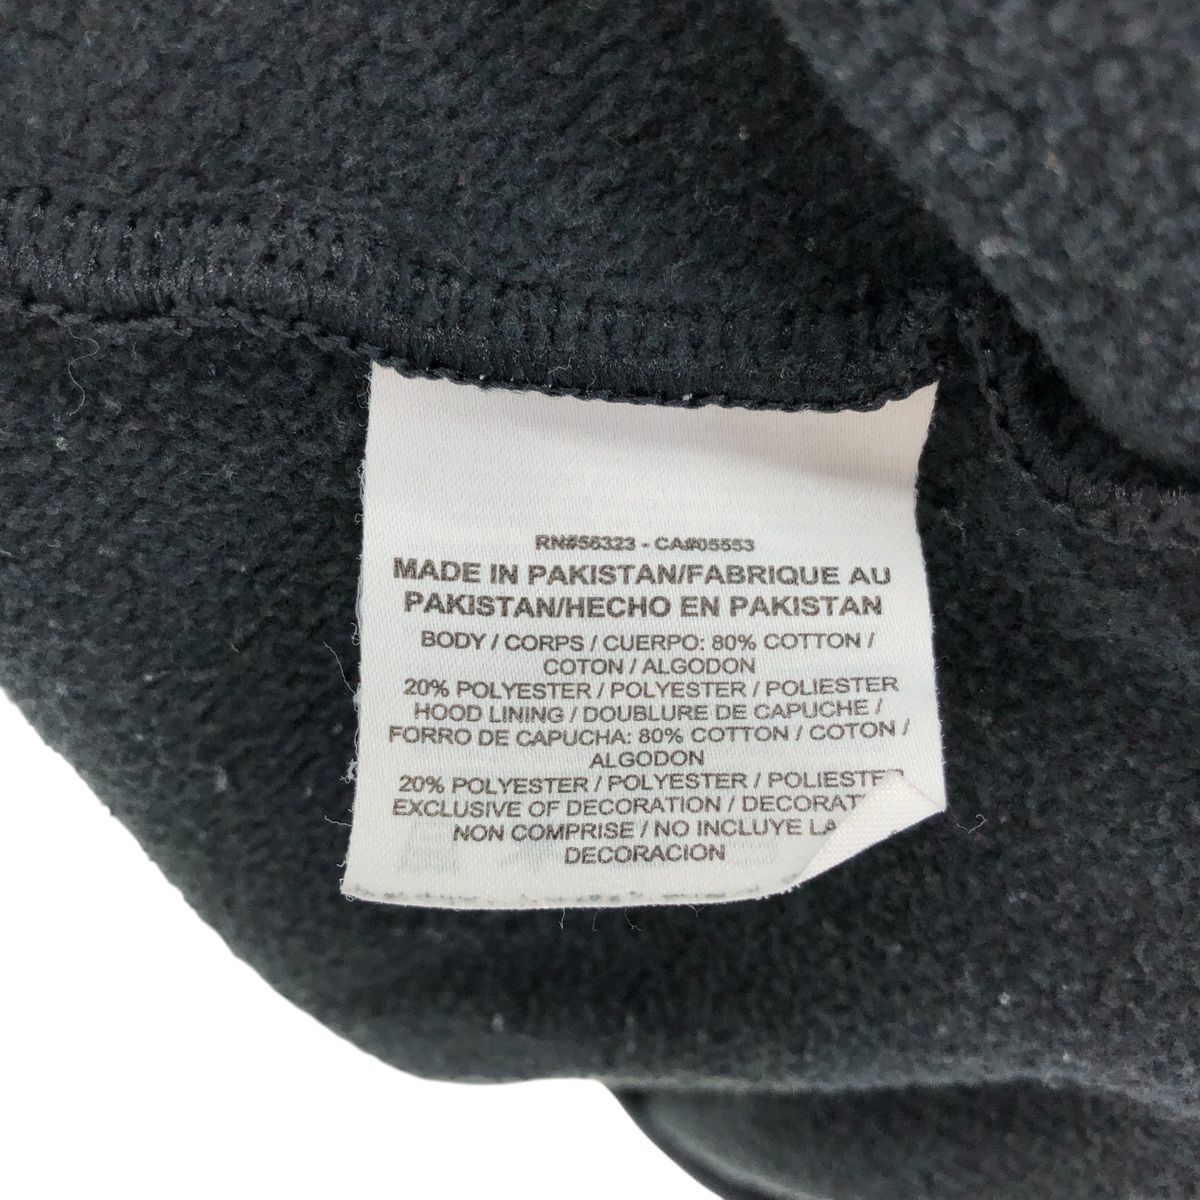 RN#56323 - CA#05553
MADE IN PAKISTAN/FABRIQUE AU
PAKISTAN/HECHO EN PAKISTAN
BODY / CORPS / CUERPO: 80% COTTON /
COTON / ALGODON
20% POLYESTER / POLYESTER / POLIESTER
HOOD LINING / DOUBLURE DE CAPUCHE /
FORRO DE CAPUCHA: 80% COTTON / COTON /
ALGODON
20% POLYESTER / POLYESTER / POLIESTER
EXCLUSIVE OF DECORATION / DECORAT
NON COMPRISE / NO INCLUYE LA
DECORACION